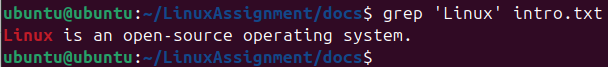 ubuntu@ubuntu:~/LinuxAssignment/docs$ grep 'Linux' intro.txt
Linux is an open-source operating system.
ubuntu@ubuntu:~/LinuxAssignment/docs$